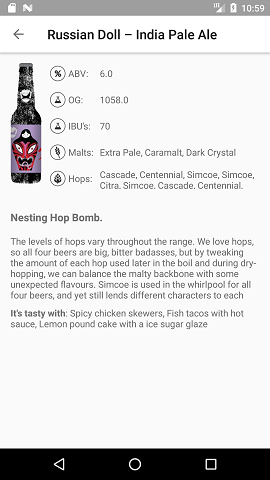 10:59
Russian Doll – India Pale Ale
ABV: 6.0
OG: 1058.0
IBU's: 70
Malts: Extra Pale, Caramalt, Dark Crystal
Hops: Cascade, Centennial, Simcoe, Simcoe,
Citra. Simcoe. Cascade. Centennial.
Nesting Hop Bomb.
The levels of hops vary throughout the range. We love hops,
so all four beers are big, bitter badasses, but by tweaking
the amount of each hop used later in the boil and during dry-
hopping, we can balance the malty backbone with some
unexpected flavours. Simcoe is used in the whirlpool for all
four beers, and yet still lends different characters to each
It's tasty with: Spicy chicken skewers, Fish tacos with hot
sauce, Lemon pound cake with a ice sugar glaze